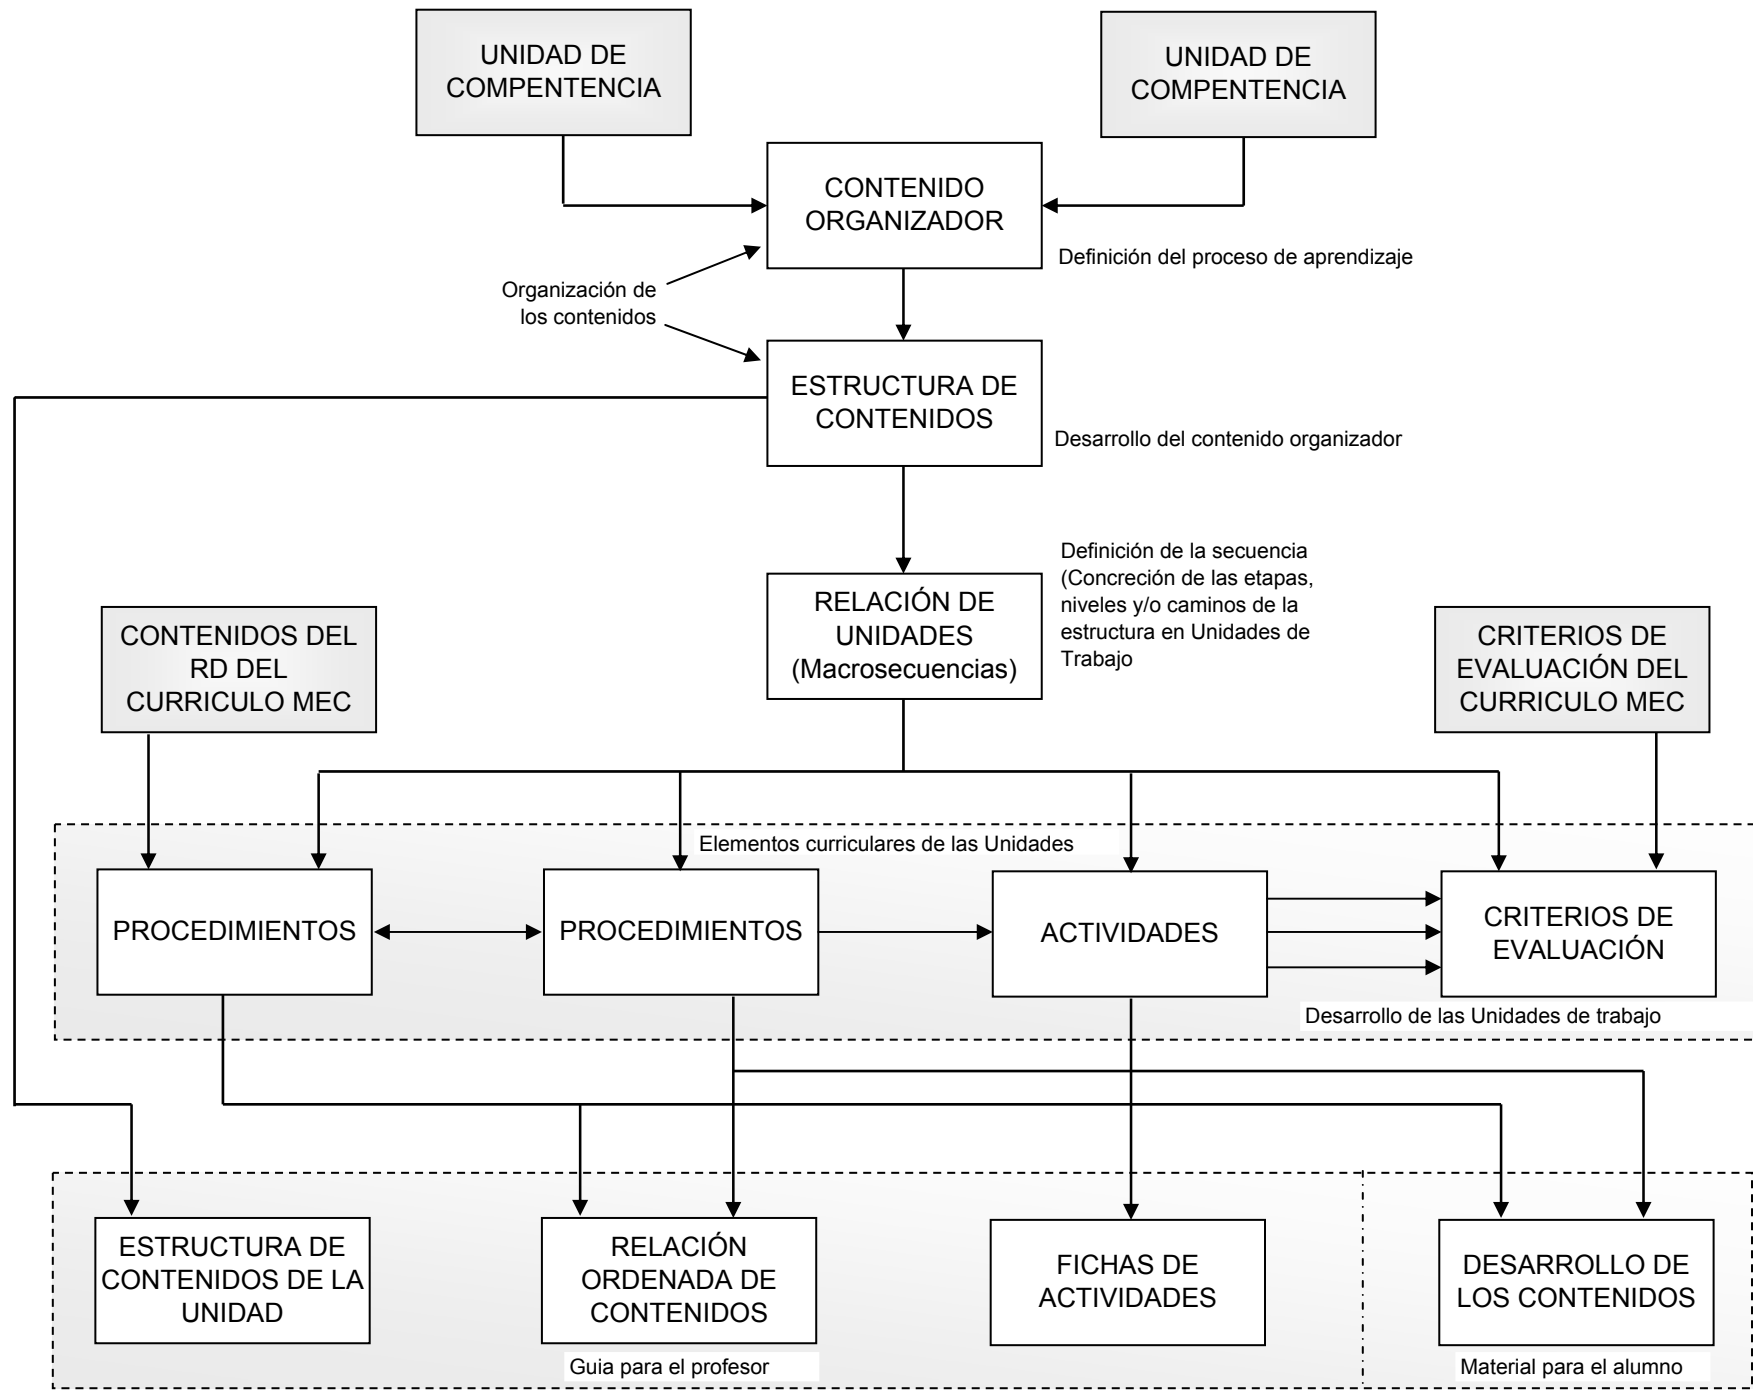 UNIDAD DE
COMPENTENCIA
UNIDAD DE
COMPENTENCIA
CONTENIDO
ORGANIZADOR
Definición del proceso de aprendizaje
Organización de
los contenidos
ESTRUCTURA DE
CONTENIDOS
Desarrollo del contenido organizador
Definición de la secuencia
(Concreción de las etapas,
niveles y/o caminos de la
estructura en Unidades de
Trabajo
RELACIÓN DE
UNIDADES
(Macrosecuencias)
CONTENIDOS DEL
RD DEL
CURRICULO MEC
CRITERIOS DE
EVALUACIÓN DEL
CURRICULO MEC
Elementos curriculares de las Unidades
PROCEDIMIENTOS
PROCEDIMIENTOS
ACTIVIDADES
CRITERIOS DE
EVALUACIÓN
Desarrollo de las Unidades de trabajo
ESTRUCTURA DE
CONTENIDOS DE LA
UNIDAD
RELACIÓN
ORDENADA DE
CONTENIDOS
FICHAS DE
ACTIVIDADES
DESARROLLO DE
LOS CONTENIDOS
Guia para el profesor
Material para el alumno